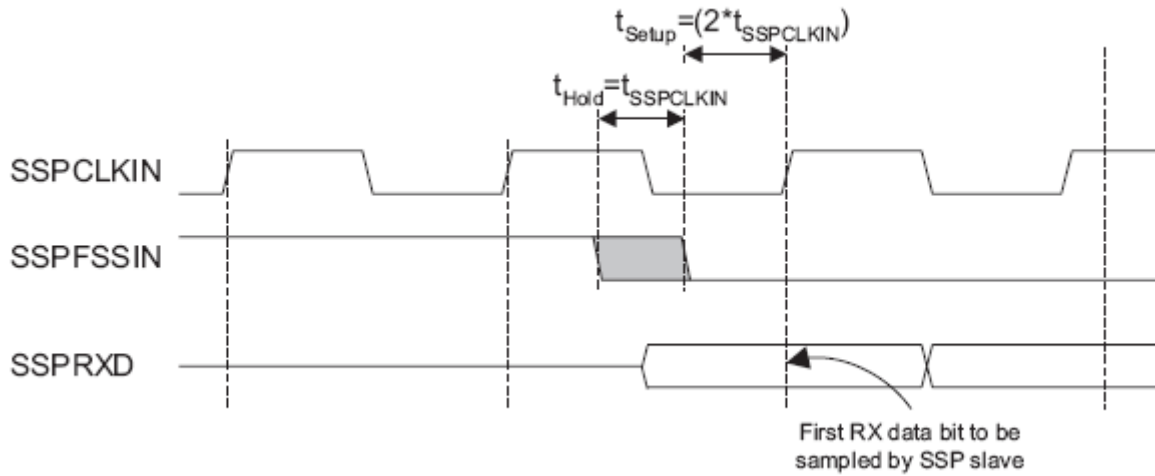 tSetup=(2*tSSPCLKIN)
tHold=tSSPCLKIN
SSPCLKIN
SSPFSSIN
SSPRXD
First RX data bit to be
sampled by SSP slave